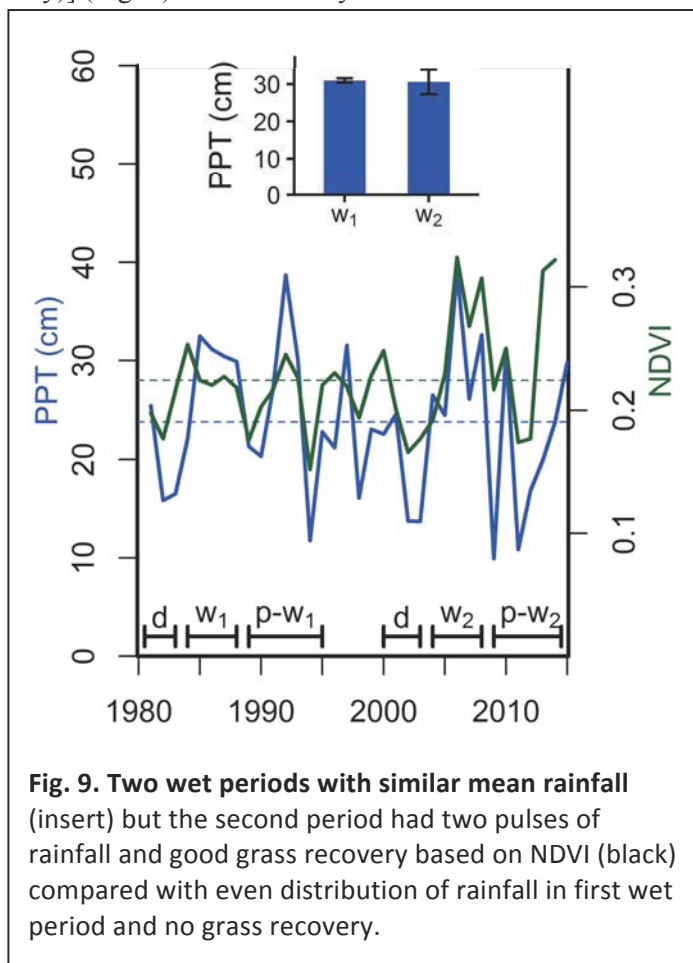 60
50
40
30
20
10
0
PPT (cm)
30
20
10
0
PPT (cm)
w1
w2
0.3
0.2
0.1
NDVI
d
w1
p-w1
d
w2
p-w2
1980
1990
2000
2010
Fig. 9. Two wet periods with similar mean rainfall
(insert) but the second period had two pulses of
rainfall and good grass recovery based on NDVI (black)
compared with even distribution of rainfall in first wet
period and no grass recovery.